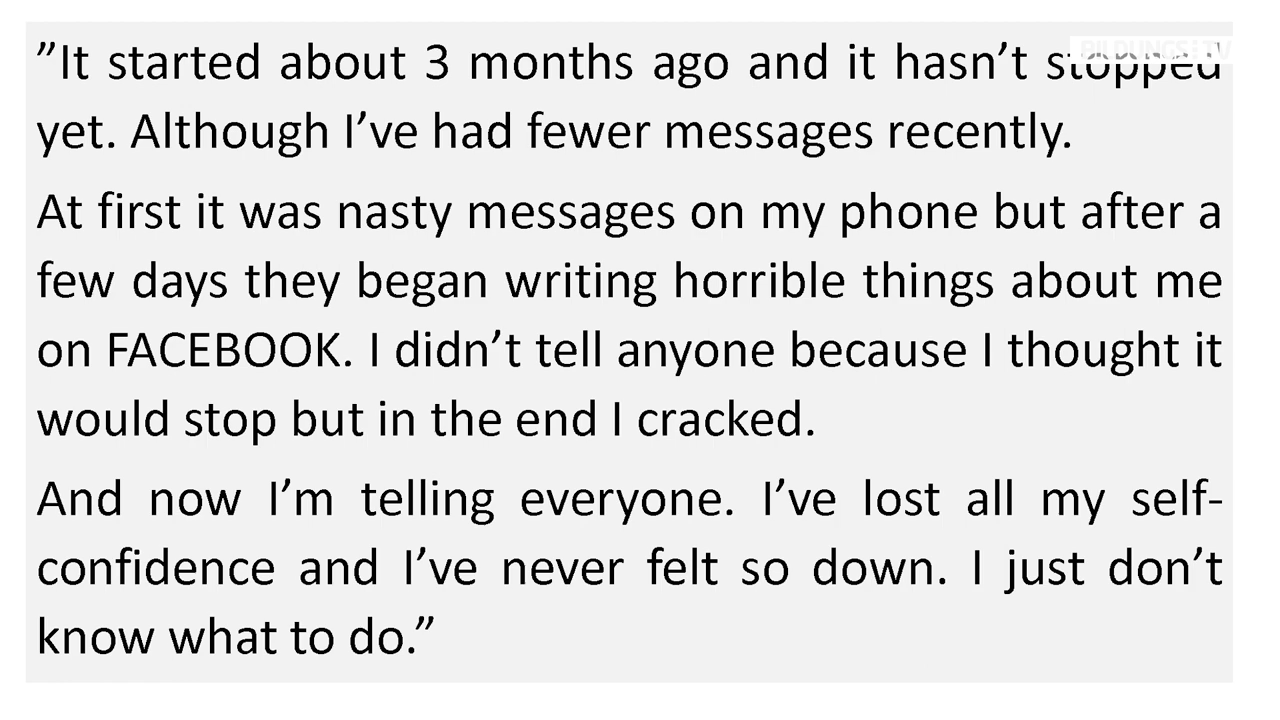 ”It started about 3 months ago and it hasn’t stopped
yet. Although I’ve had fewer messages recently.
At first it was nasty messages on my phone but after a
few days they began writing horrible things about me
on FACEBOOK. I didn’t tell anyone because I thought it
would stop but in the end I cracked.
And now I’m telling everyone. I’ve lost all my self-
confidence and I’ve never felt so down. I just don’t
know what to do.”
BILDUNGS TV